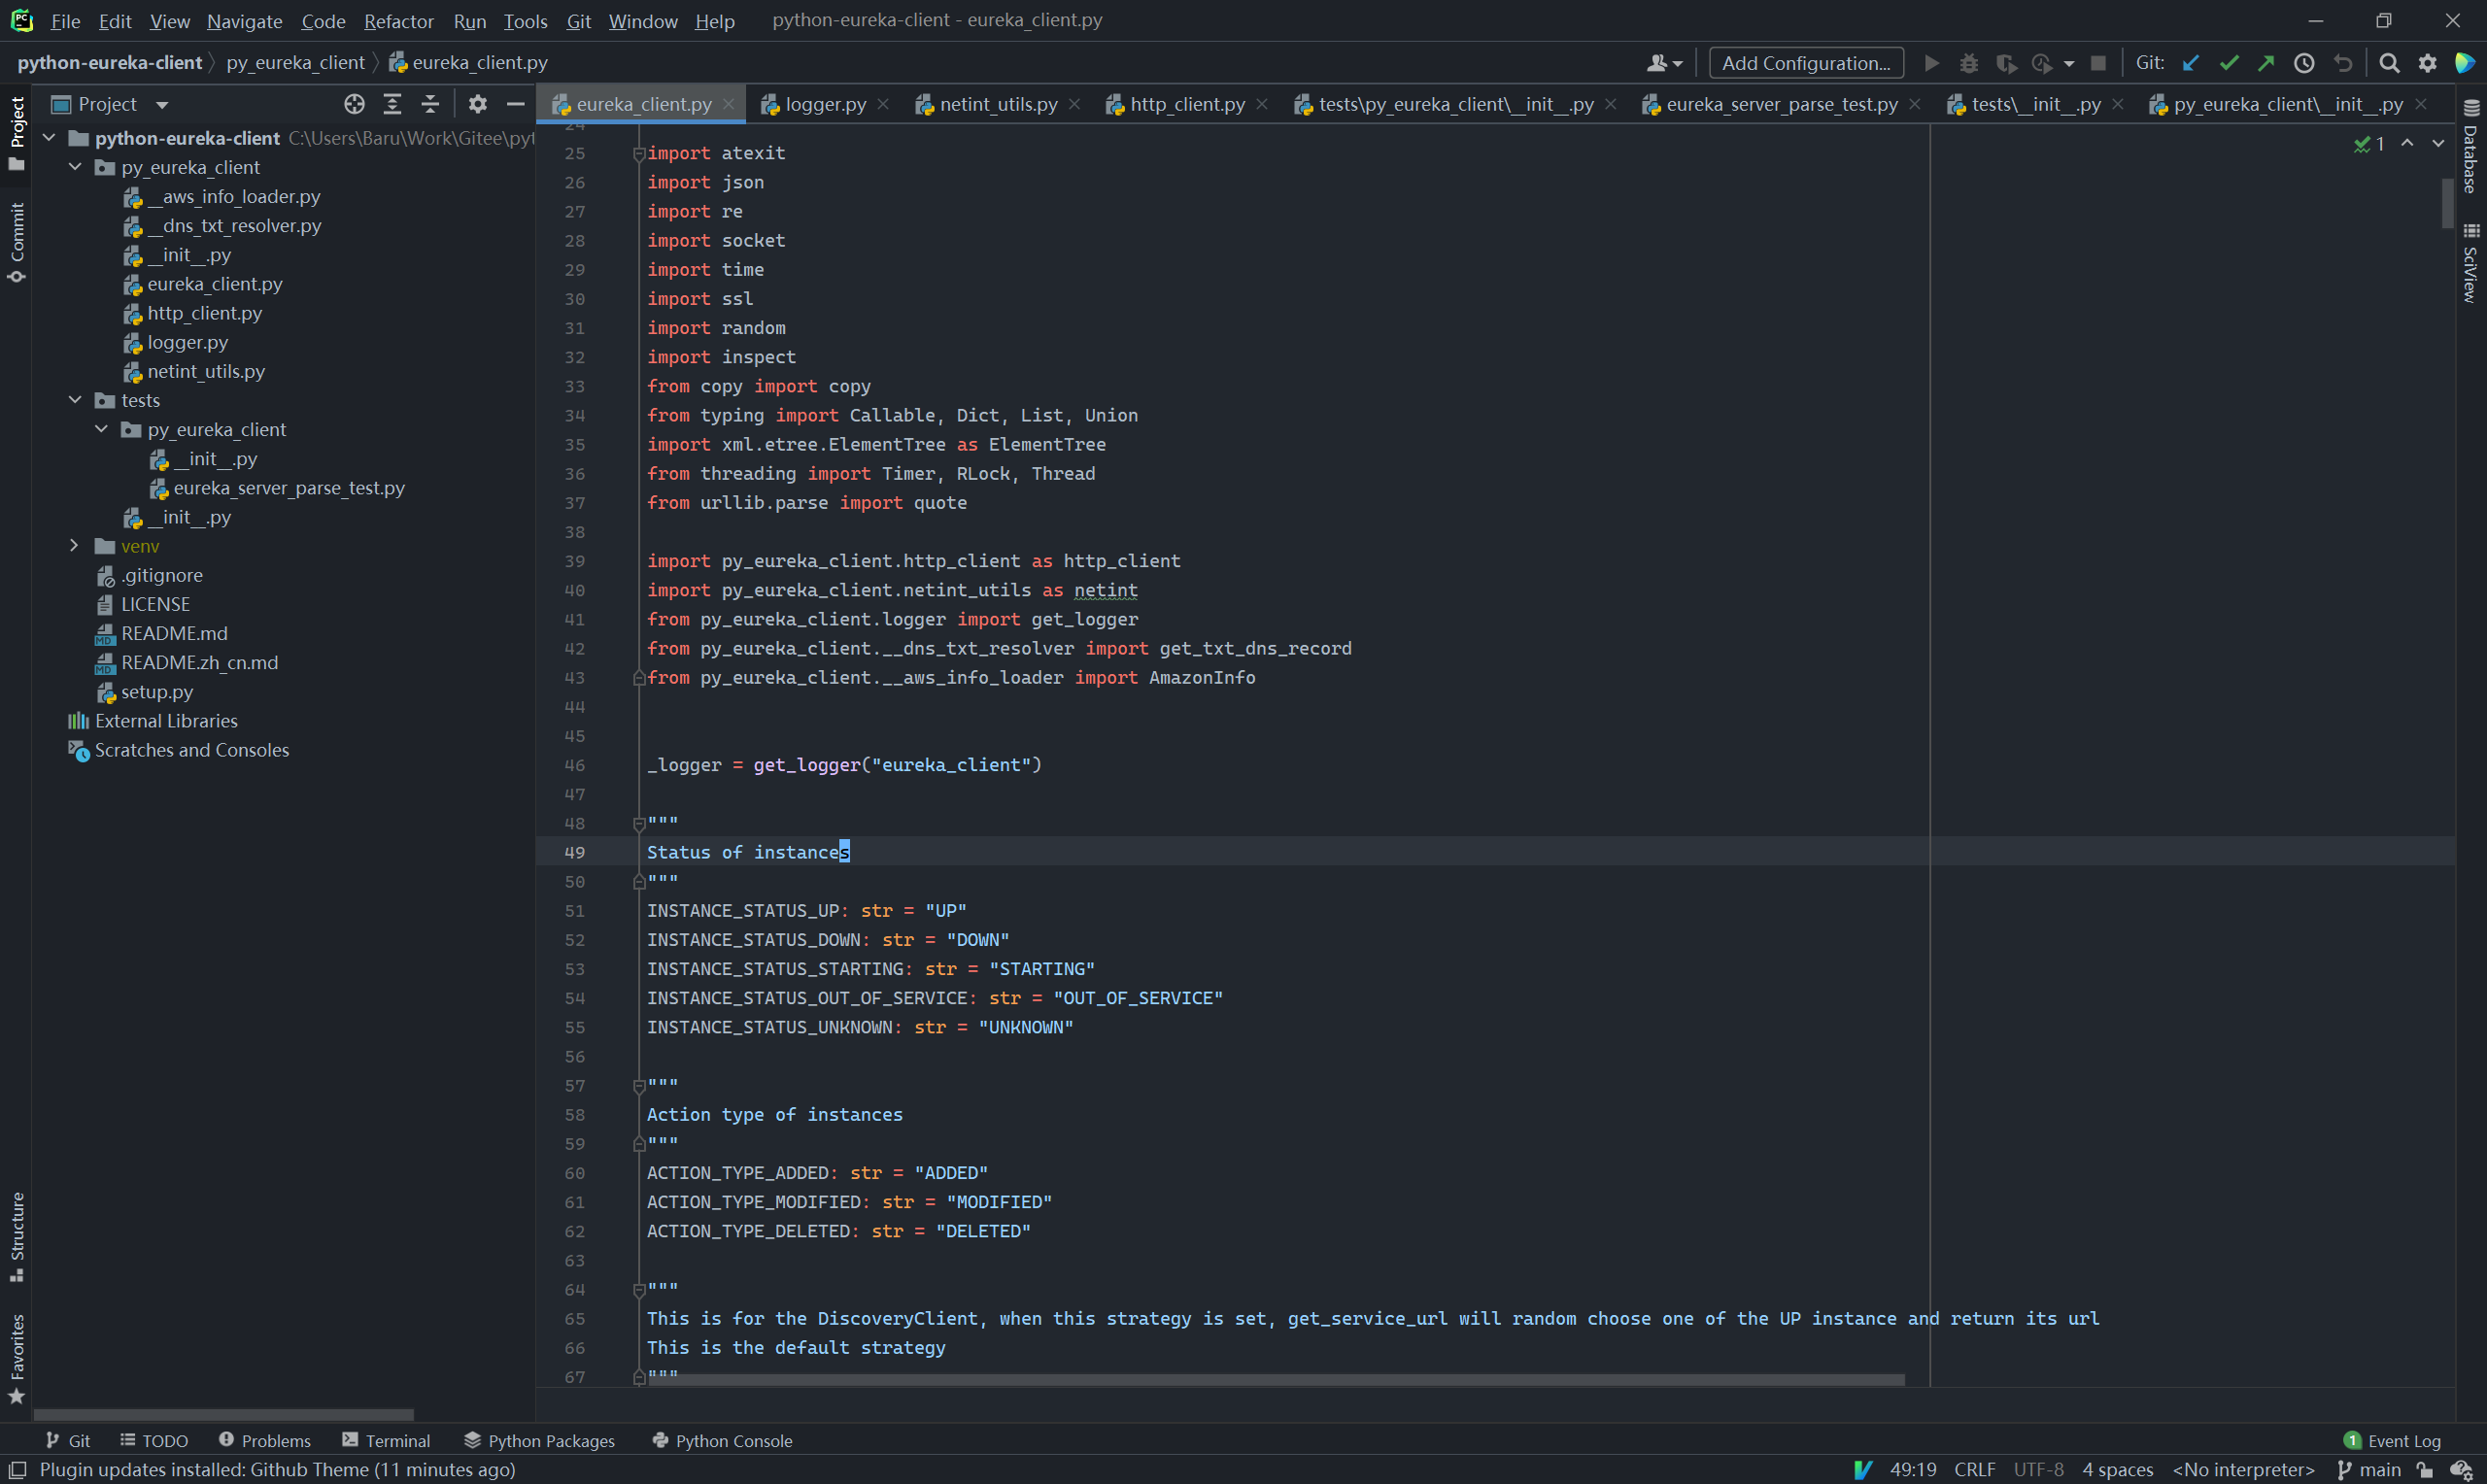 File Edit View Navigate Code Refactor Run Tools Git Window Help python-eureka-client - eureka_client.py
python-eureka-client py_eureka_client eureka_client.py Add Configuration... Git:
Project
eureka_client.py logger.py netint_utils.py http_client.py tests\py_eureka_client\__init__.py eureka_server_parse_test.py tests\__init__.py py_eureka_client\__init__.py
Project
Commit
Structure
Favorites
python-eureka-client C:\Users\Baru\Work\Gitee\pyt
py_eureka_client
__aws_info_loader.py
__dns_txt_resolver.py
__init__.py
eureka_client.py
http_client.py
logger.py
netint_utils.py
tests
py_eureka_client
__init__.py
eureka_server_parse_test.py
__init__.py
venv
.gitignore
LICENSE
README.md
README.zh_cn.md
setup.py
External Libraries
Scratches and Consoles
24
25 import atexit
26 import json
27 import re
28 import socket
29 import time
30 import ssl
31 import random
32 import inspect
33 from copy import copy
34 from typing import Callable, Dict, List, Union
35 import xml.etree.ElementTree as ElementTree
36 from threading import Timer, RLock, Thread
37 from urllib.parse import quote
38
39 import py_eureka_client.http_client as http_client
40 import py_eureka_client.netint_utils as netint
41 from py_eureka_client.logger import get_logger
42 from py_eureka_client.__dns_txt_resolver import get_txt_dns_record
43 from py_eureka_client.__aws_info_loader import AmazonInfo
44
45
46 _logger = get_logger("eureka_client")
47
48 """
49 Status of instances
50 """
51 INSTANCE_STATUS_UP: str = "UP"
52 INSTANCE_STATUS_DOWN: str = "DOWN"
53 INSTANCE_STATUS_STARTING: str = "STARTING"
54 INSTANCE_STATUS_OUT_OF_SERVICE: str = "OUT_OF_SERVICE"
55 INSTANCE_STATUS_UNKNOWN: str = "UNKNOWN"
56
57 """
58 Action type of instances
59 """
60 ACTION_TYPE_ADDED: str = "ADDED"
61 ACTION_TYPE_MODIFIED: str = "MODIFIED"
62 ACTION_TYPE_DELETED: str = "DELETED"
63
64 """
65 This is for the DiscoveryClient, when this strategy is set, get_service_url will random choose one of the UP instance and return its url
66 This is the default strategy
67 """
1
Database
SciView
Git TODO Problems Terminal Python Packages Python Console 1 Event Log
Plugin updates installed: Github Theme (11 minutes ago) 49:19 CRLF UTF-8 4 spaces <No interpreter> main